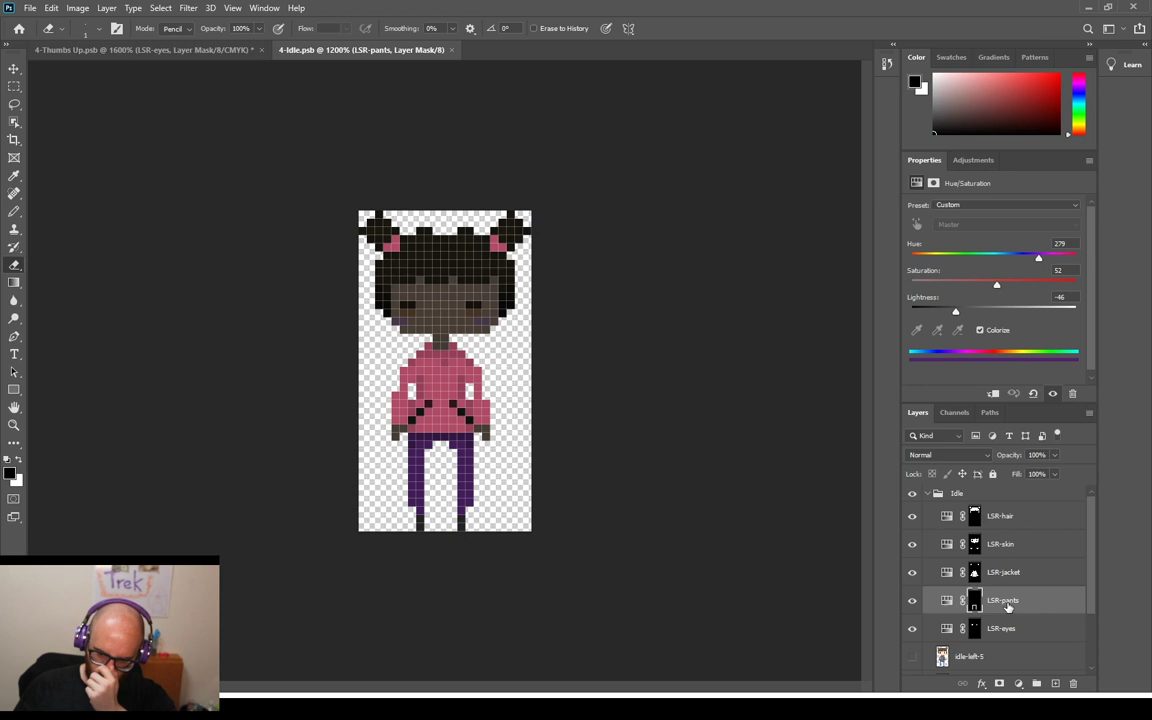 Ps File Edit Image Layer Type Select Filter 3D View Window Help
1 Mode: Pencil Opacity: 100% Flow: Smoothing: 0% 0° Erase to History
4-Thumbs Up.psb @ 1600% (LSR-eyes, Layer Mask/8/CMYK) * × 4-Idle.psb @ 1200% (LSR-pants, Layer Mask/8) ×
Color Swatches Gradients Patterns
Learn
Properties Adjustments
Hue/Saturation
Preset: Custom
Master
Hue: 279
Saturation: 52
Lightness: -46
Colorize
Layers Channels Paths
Kind
Normal Opacity: 100%
Lock: Fill: 100%
Idle
LSR-hair
LSR-skin
LSR-jacket
LSR-pants
LSR-eyes
idle-left-5
fx
Trek